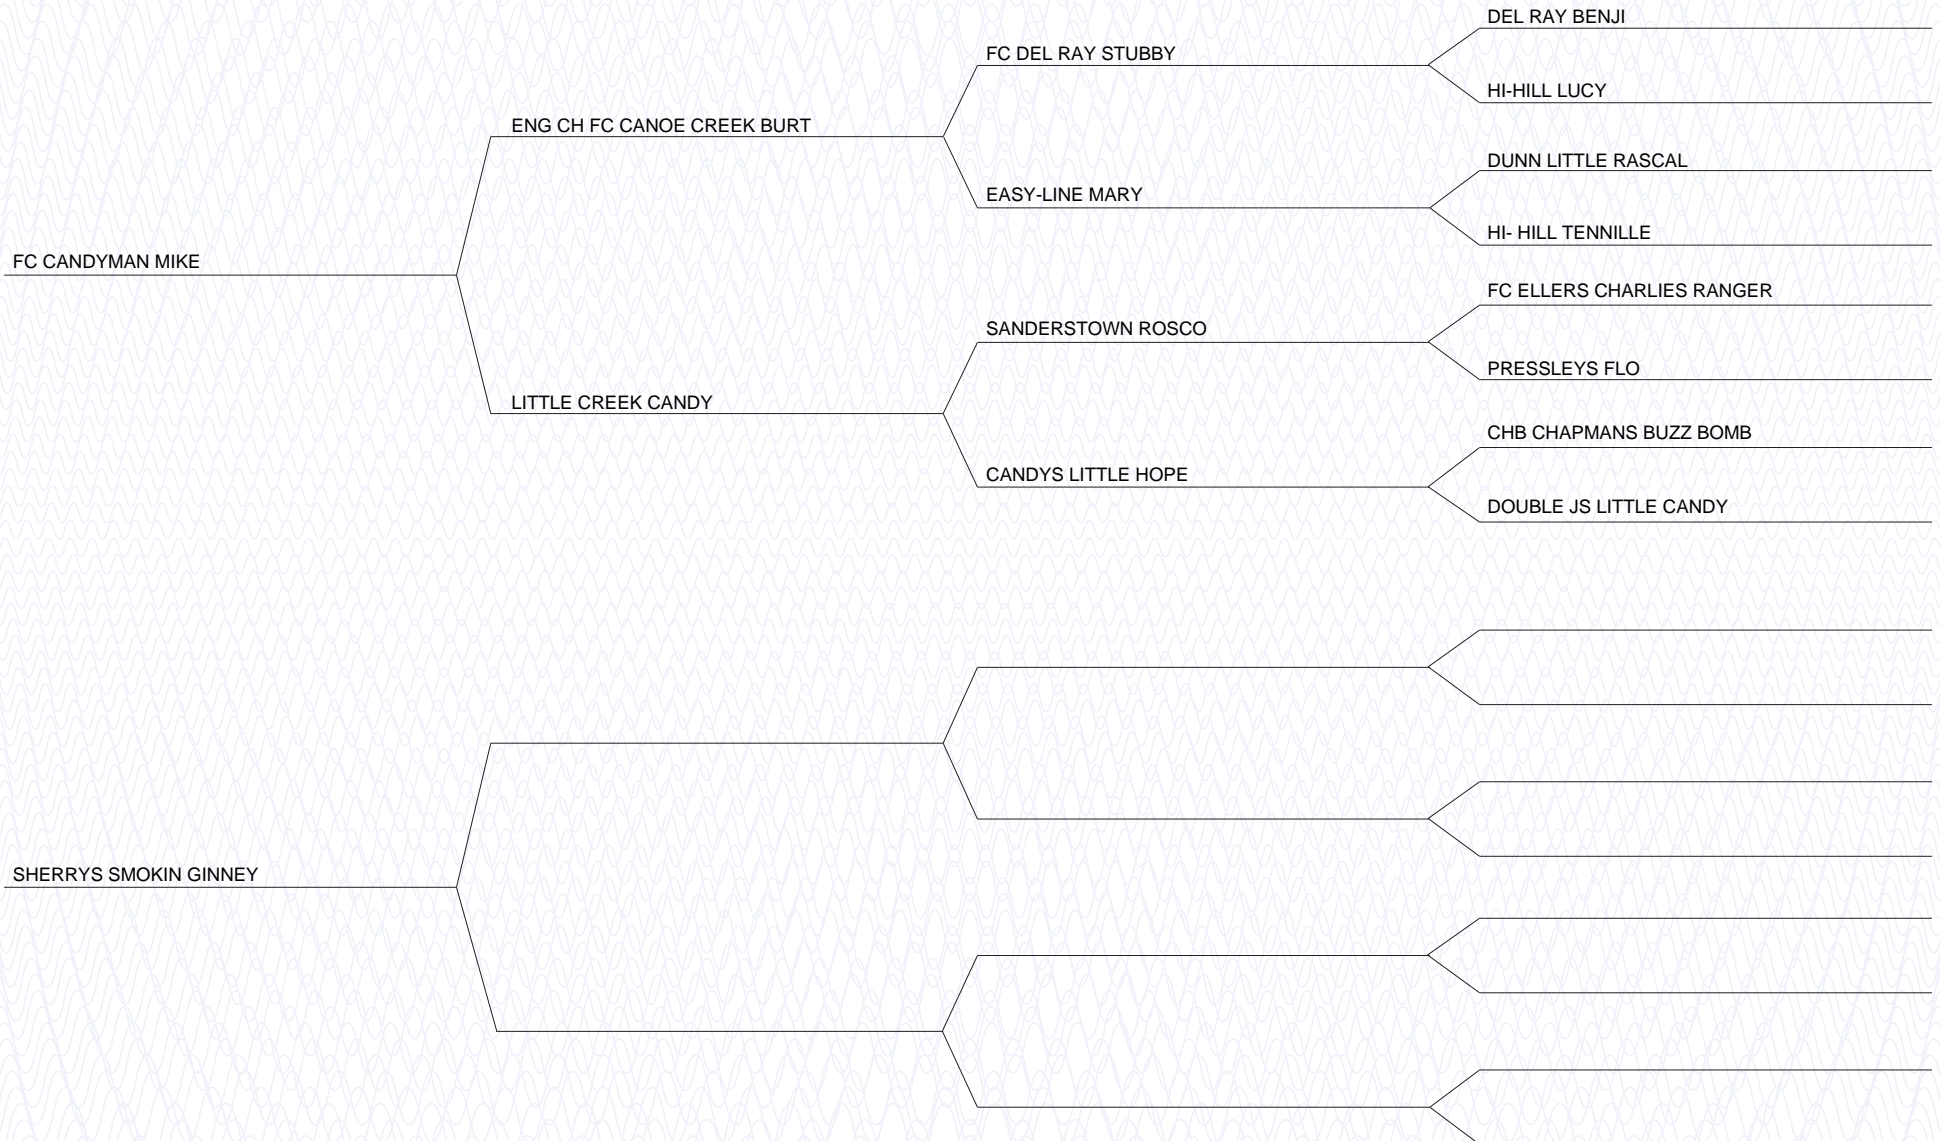 DEL RAY BENJI
FC DEL RAY STUBBY
HI-HILL LUCY
ENG CH FC CANOE CREEK BURT
DUNN LITTLE RASCAL
EASY-LINE MARY
HI- HILL TENNILLE
FC CANDYMAN MIKE
FC ELLERS CHARLIES RANGER
SANDERSTOWN ROSCO
PRESSLEYS FLO
LITTLE CREEK CANDY
CHB CHAPMANS BUZZ BOMB
CANDYS LITTLE HOPE
DOUBLE JS LITTLE CANDY
SHERRYS SMOKIN GINNEY